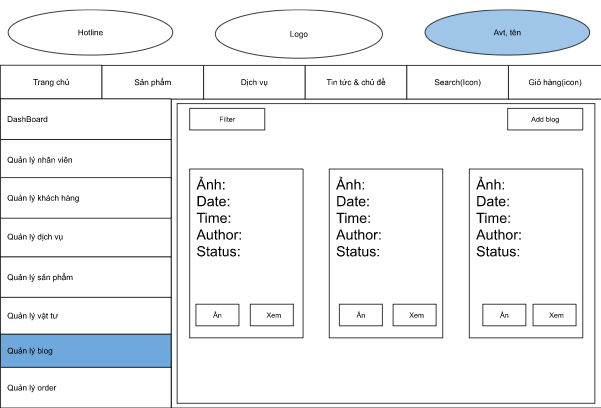 Hotline
Logo
Avt, tên
Trang chủ
Sản phẩm
Dịch vụ
Tin tức & chủ đề
Search(Icon)
Giỏ hàng(icon)
DashBoard
Quản lý nhân viên
Quản lý khách hàng
Quản lý dịch vụ
Quản lý sản phẩm
Quản lý vật tư
Quản lý blog
Quản lý order
Filter
Add blog
Ảnh:
Date:
Time:
Author:
Status:
Ẩn
Xem
Ảnh:
Date:
Time:
Author:
Status:
Ẩn
Xem
Ảnh:
Date:
Time:
Author:
Status:
Ẩn
Xem